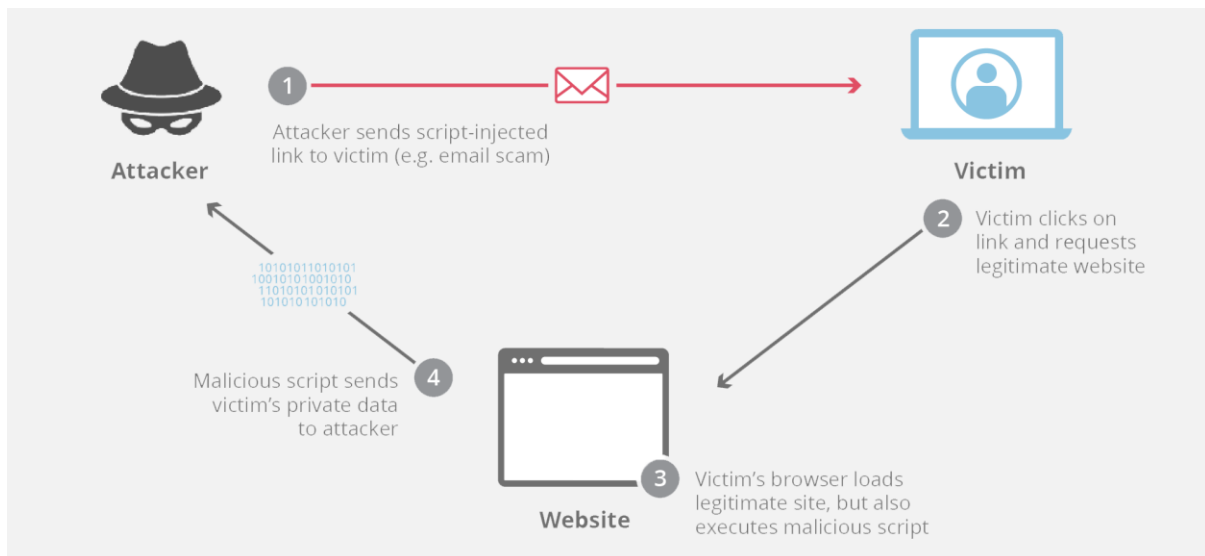 1
Attacker sends script-injected
link to victim (e.g. email scam)
Attacker
Victim
2
Victim clicks on
link and requests
legitimate website
10101011010101
10010101001010
11010101010101
101010101010
4
Malicious script sends
victim’s private data
to attacker
3
Victim’s browser loads
legitimate site, but also
executes malicious script
Website